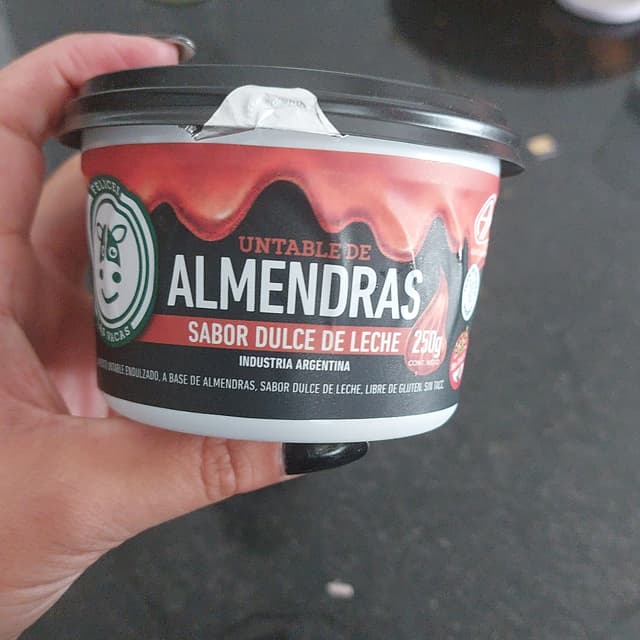 FELICES
LAS VACAS
UNTABLE DE
ALMENDRAS
SABOR DULCE DE LECHE
250g
INDUSTRIA ARGENTINA
UNTABLE ENDULZADO, A BASE DE ALMENDRAS, SABOR DULCE DE LECHE, LIBRE DE GLUTEN, SIN TACC.